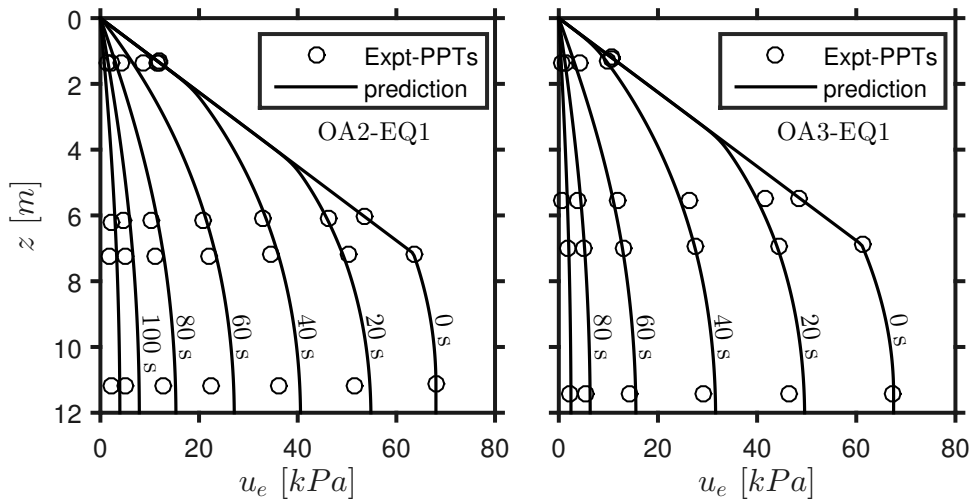 0
2
4
6
8
10
12
z [m]
Expt-PPTs
prediction
OA2-EQ1
100 s
80 s
60 s
40 s
20 s
0 s
0 20 40 60 80
u_e [kPa]
Expt-PPTs
prediction
OA3-EQ1
80 s
60 s
40 s
20 s
0 s
0 20 40 60 80
u_e [kPa]